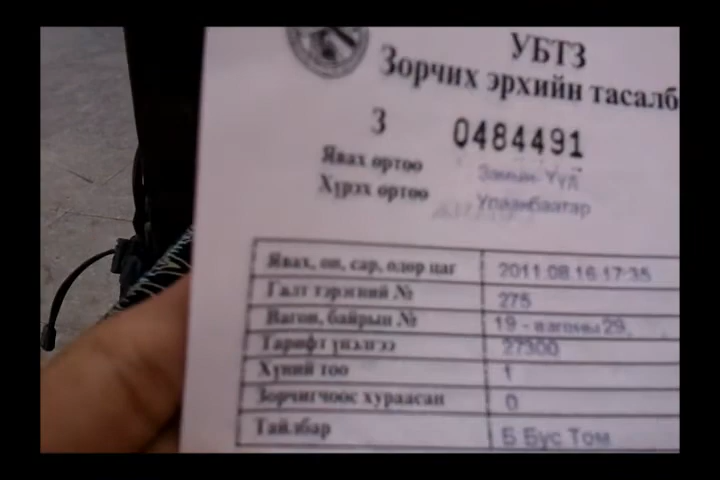 УБТЗ
Зорчих эрхийн тасалб
З 0484491
Явах өртөө Замын-Үүд
Хүрэх өртөө Улаанбаатар
Явах, он, сар, өдөр цаг 2011.08.16 17:35
Галт тэрэгний № 275
Вагон, байрын № 19 - вагоны 29,
Тарифт үнэлгээ 27300
Хүний тоо 1
Зорчигчоос хураасан 0
Тайлбар Б Бус Том